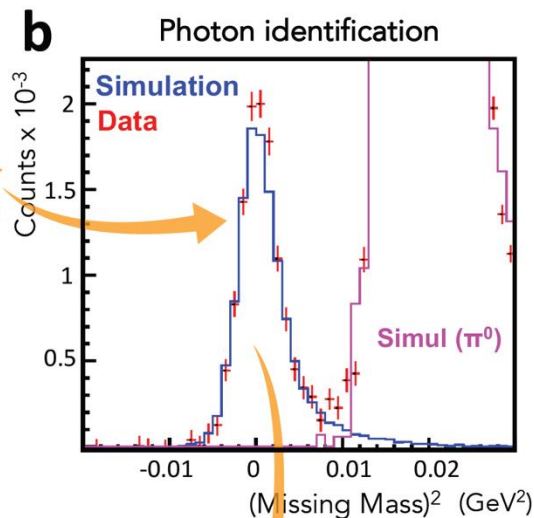 b
Photon identification
Counts x 10⁻³
Simulation
Data
2
1.5
1
0.5
Simul (π⁰)
-0.01 0 0.01 0.02
(Missing Mass)² (GeV²)